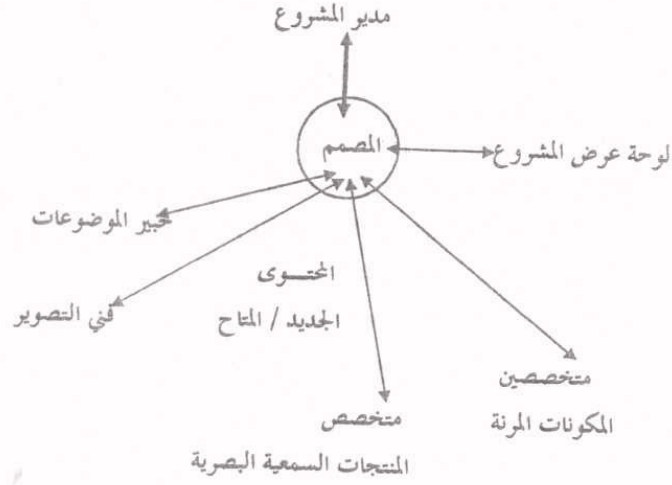 مدير المشروع
المصمم
لوحة عرض المشروع
خبير الموضوعات
المحتوى
الجديد / المتاح
فني التصوير
متخصصين
المكونات المرنة
متخصص
المنتجات السمعية البصرية